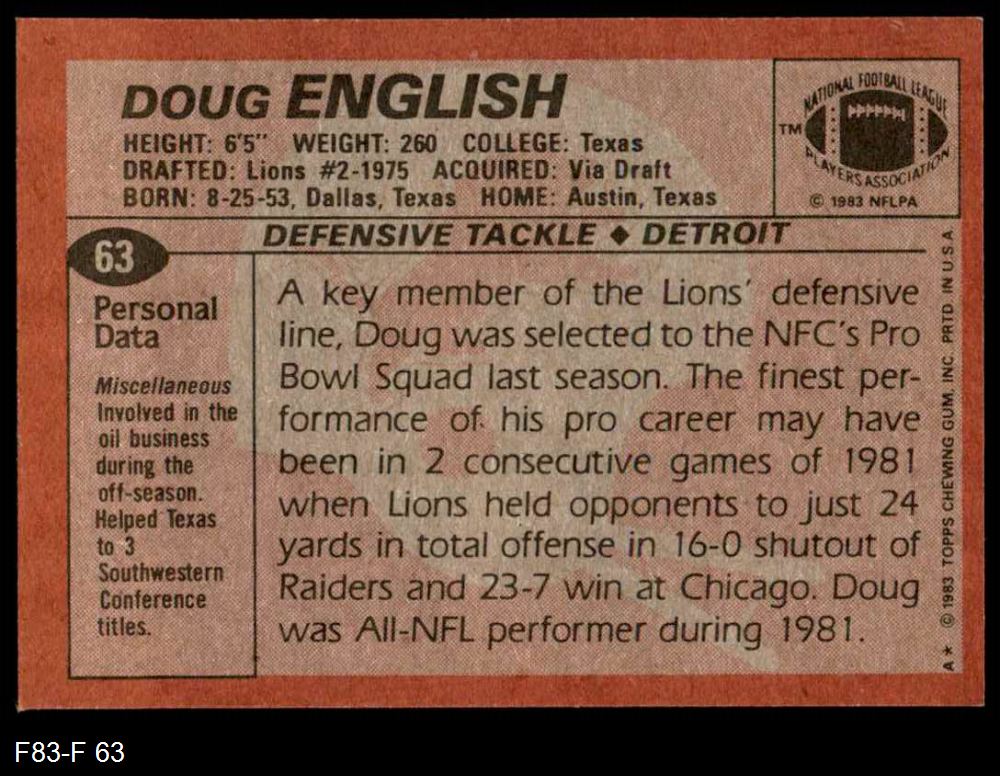 DOUG ENGLISH
HEIGHT: 6'5" WEIGHT: 260 COLLEGE: Texas
DRAFTED: Lions #2-1975 ACQUIRED: Via Draft
BORN: 8-25-53, Dallas, Texas HOME: Austin, Texas
NATIONAL FOOTBALL LEAGUE
TM
PLAYERS ASSOCIATION
© 1983 NFLPA
DEFENSIVE TACKLE ♦ DETROIT
63
Personal
Data
Miscellaneous
Involved in the
oil business
during the
off-season.
Helped Texas
to 3
Southwestern
Conference
titles.
A key member of the Lions' defensive
line, Doug was selected to the NFC's Pro
Bowl Squad last season. The finest per-
formance of his pro career may have
been in 2 consecutive games of 1981
when Lions held opponents to just 24
yards in total offense in 16-0 shutout of
Raiders and 23-7 win at Chicago. Doug
was All-NFL performer during 1981.
A* © 1983 TOPPS CHEWING GUM, INC. PRTD IN U.S.A
F83-F 63